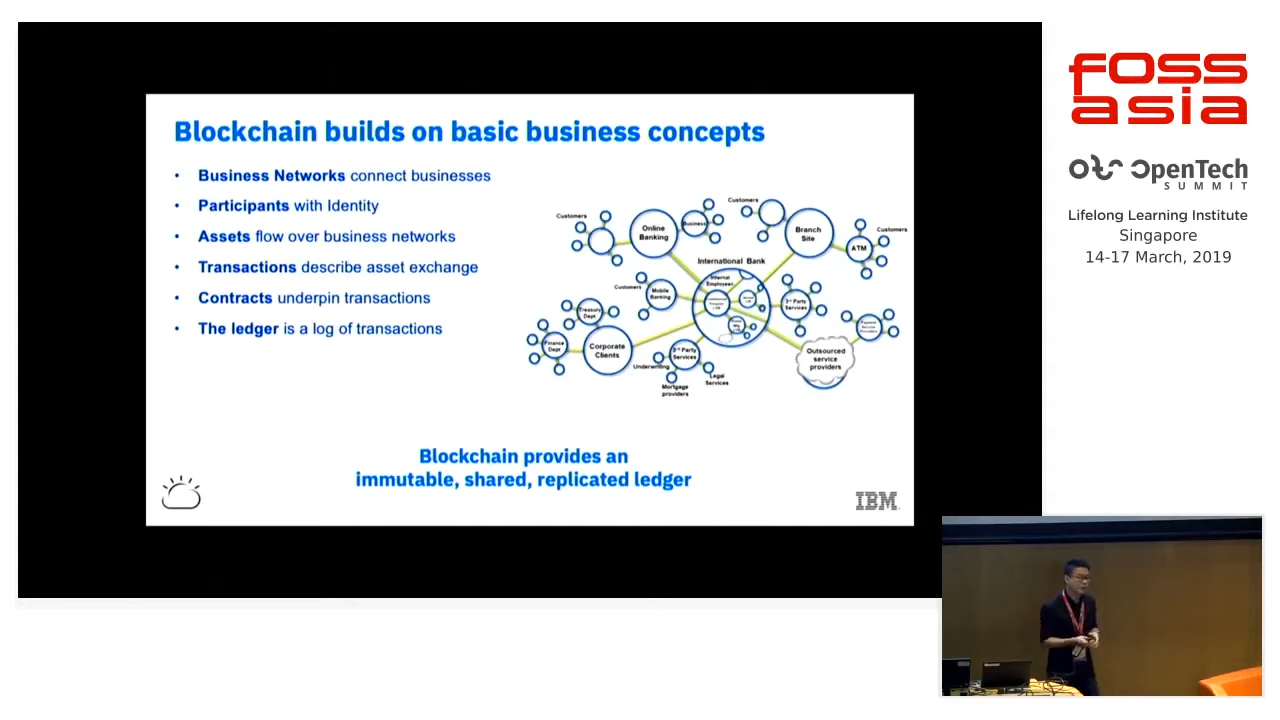 Blockchain builds on basic business concepts
• Business Networks connect businesses
• Participants with Identity
• Assets flow over business networks
• Transactions describe asset exchange
• Contracts underpin transactions
• The ledger is a log of transactions
Customers
Online
Banking
Business
Customers
Branch
Site
Customers
ATM
International Bank
Internal
Employees
Customers
Mobile
Banking
3rd Party
Services
Treasury
Dept
Finance
Dept
Corporate
Clients
3rd Party
Services
Underwriting
Mortgage
providers
Legal
Services
Outsourced
service
providers
Blockchain provides an
immutable, shared, replicated ledger
IBM
foss
asia
OpenTech
SUMMIT
Lifelong Learning Institute
Singapore
14-17 March, 2019